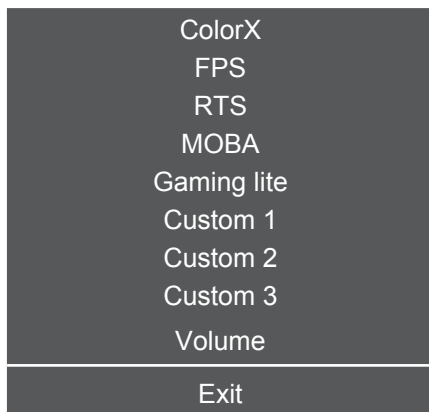 ColorX
FPS
RTS
MOBA
Gaming lite
Custom 1
Custom 2
Custom 3
Volume
Exit